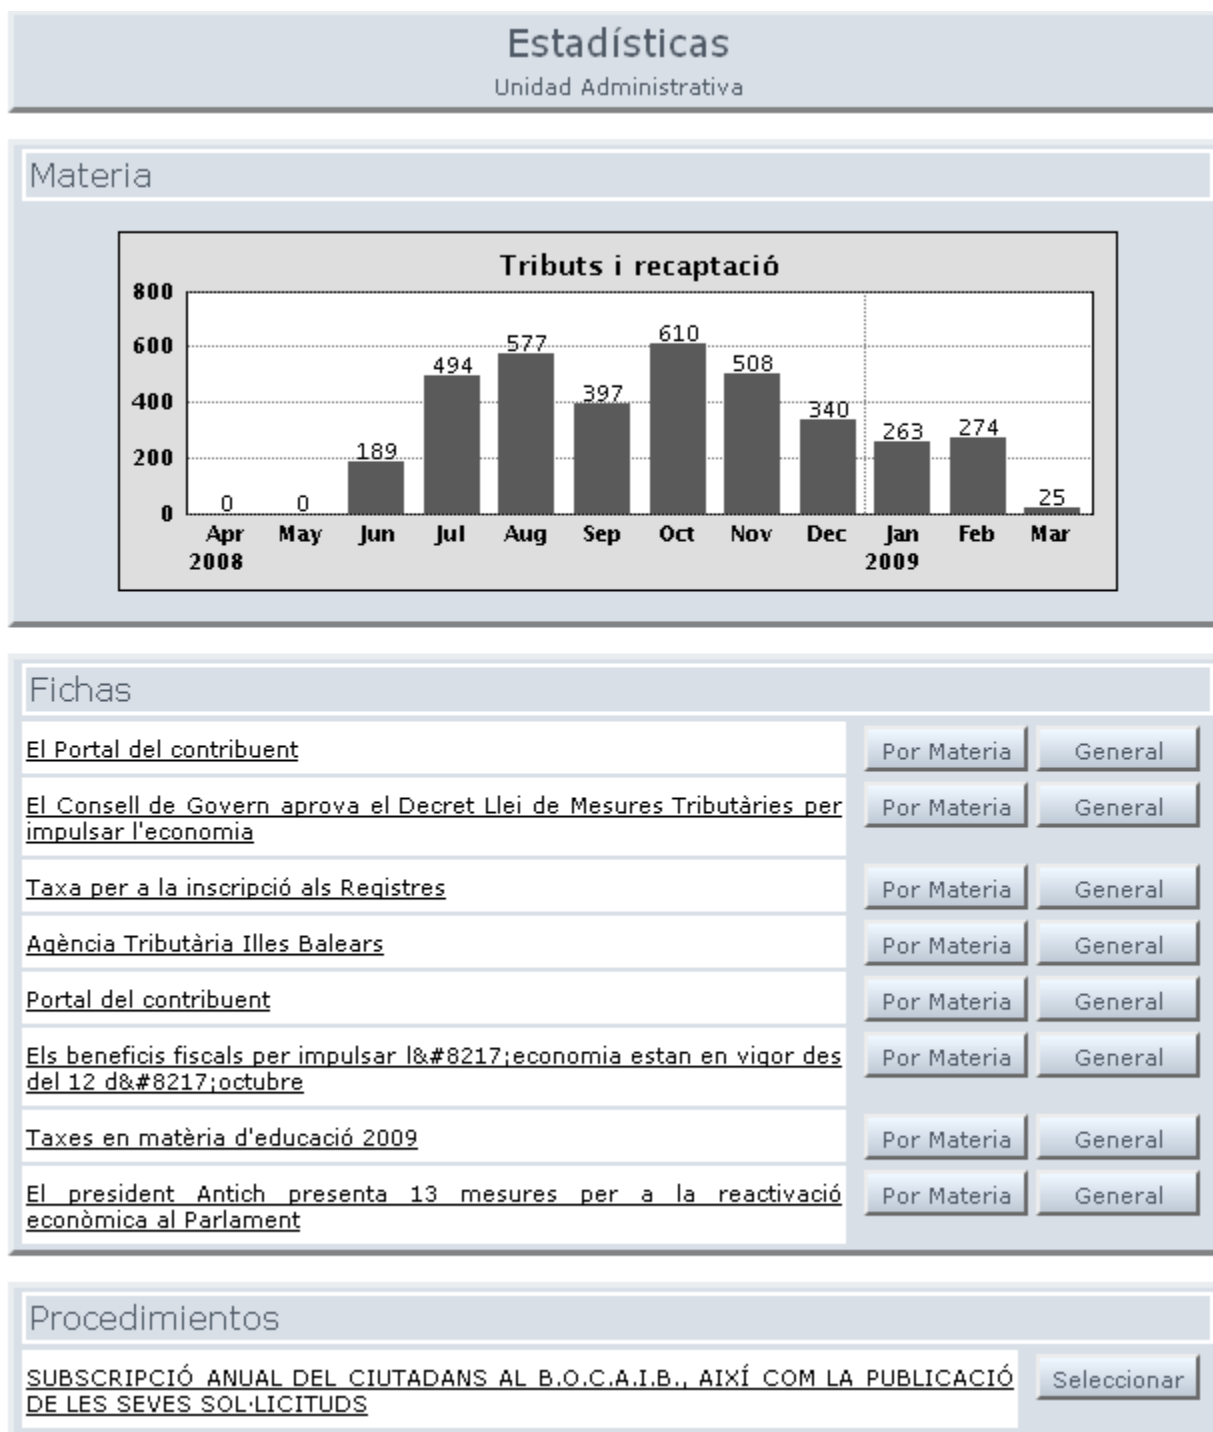 Estadísticas
Unidad Administrativa
Materia
Tributs i recaptació
800
600
400
200
0
0
0
189
494
577
397
610
508
340
263
274
25
Apr May Jun Jul Aug Sep Oct Nov Dec Jan Feb Mar
2008 2009
Fichas
El Portal del contribuent Por Materia General
El Consell de Govern aprova el Decret Llei de Mesures Tributàries per Por Materia General
impulsar l'economia
Taxa per a la inscripció als Registres Por Materia General
Agència Tributària Illes Balears Por Materia General
Portal del contribuent Por Materia General
Els beneficis fiscals per impulsar l&#8217;economia estan en vigor des Por Materia General
del 12 d&#8217;octubre
Taxes en matèria d'educació 2009 Por Materia General
El president Antich presenta 13 mesures per a la reactivació Por Materia General
econòmica al Parlament
Procedimientos
SUBSCRIPCIÓ ANUAL DEL CIUTADANS AL B.O.C.A.I.B., AIXÍ COM LA PUBLICACIÓ Seleccionar
DE LES SEVES SOL·LICITUDS